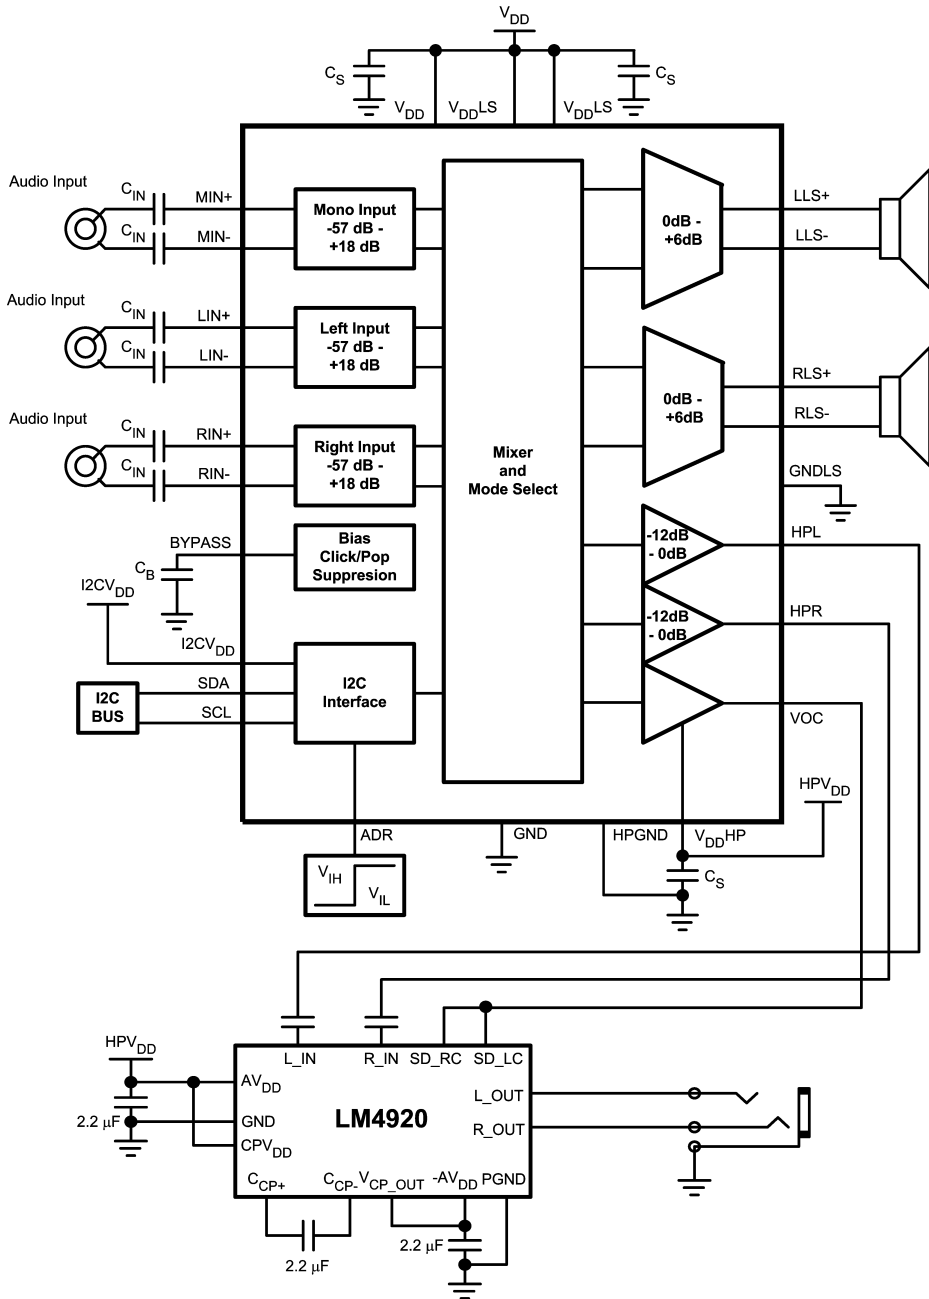 VDD
CS
CS
VDD
VDDLS
VDDLS
Audio Input
CIN
MIN+
CIN
MIN-
Mono Input
-57 dB -
+18 dB
0dB -
+6dB
LLS+
LLS-
Audio Input
CIN
LIN+
CIN
LIN-
Left Input
-57 dB -
+18 dB
0dB -
+6dB
RLS+
RLS-
Audio Input
CIN
RIN+
CIN
RIN-
Right Input
-57 dB -
+18 dB
Mixer
and
Mode Select
GNDLS
BYPASS
CB
Bias
Click/Pop
Suppresion
-12dB
- 0dB
HPL
-12dB
- 0dB
HPR
I2CVDD
I2CVDD
I2C
BUS
SDA
SCL
I2C
Interface
VOC
HPVDD
ADR
GND
HPGND
VDDHP
VIH
VIL
CS
HPVDD
L_IN
R_IN
SD_RC
SD_LC
AVDD
GND
CPVDD
2.2 μF
LM4920
L_OUT
R_OUT
CCP+
CCP-
VCP_OUT
-AVDD
PGND
2.2 μF
2.2 μF